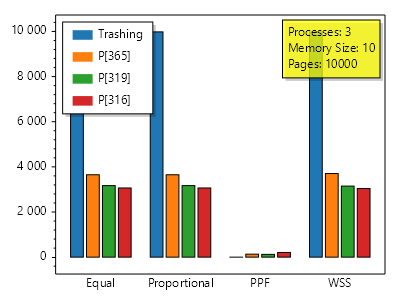 10 000
8 000
6 000
4 000
2 000
0
Trashing
P[365]
P[319]
P[316]
Processes: 3
Memory Size: 10
Pages: 10000
Equal
Proportional
PPF
WSS